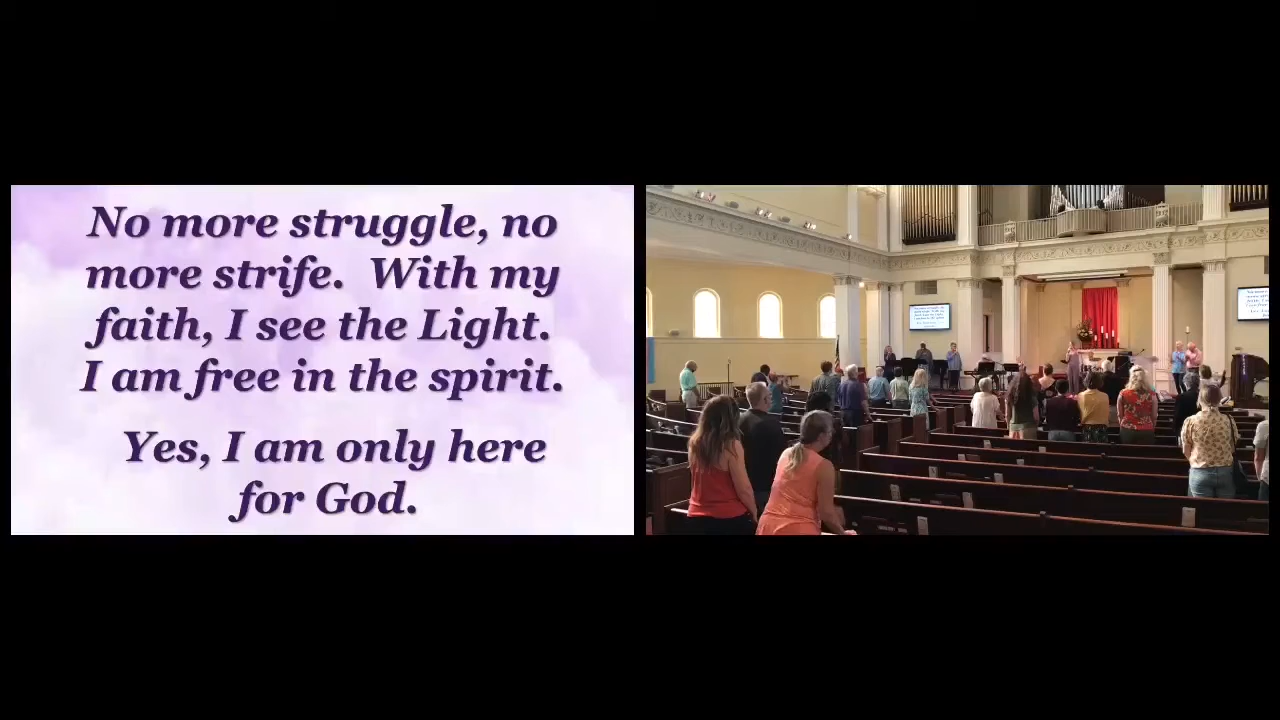 No more struggle, no
more strife.  With my
faith, I see the Light.
I am free in the spirit.
Yes, I am only here
for God.